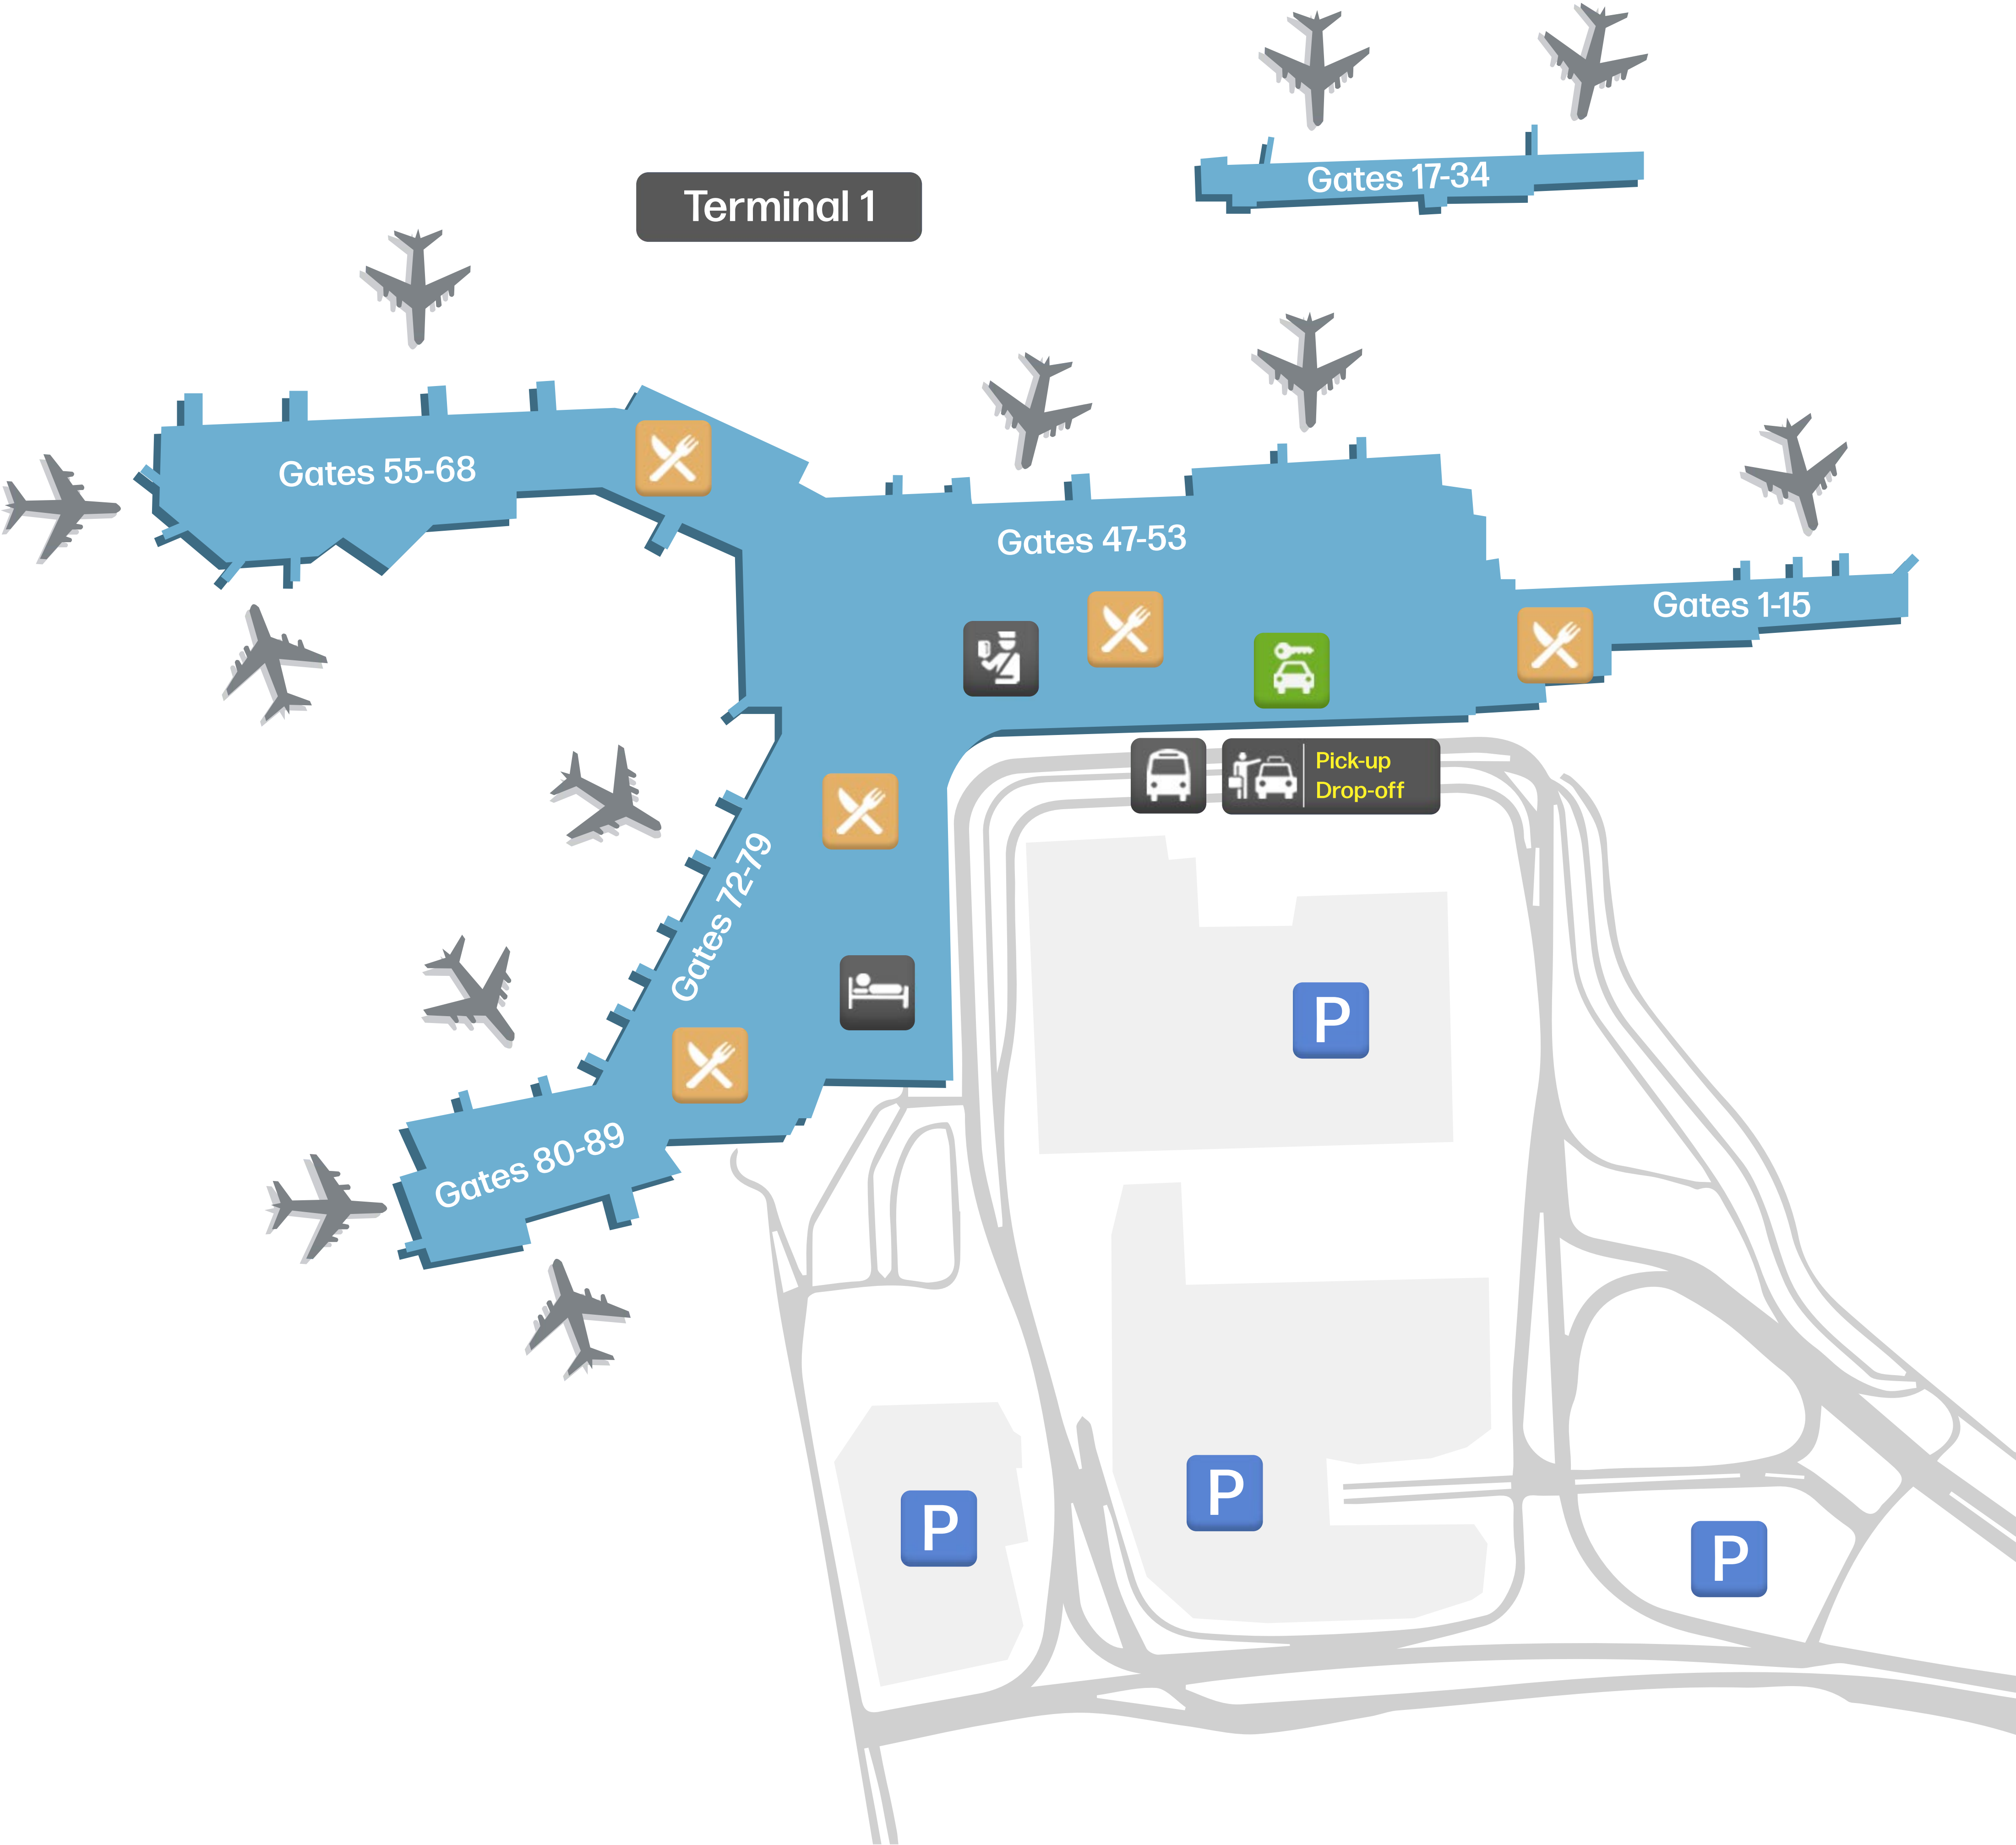 Gates 17-34
Terminal 1
Gates 55-68
Gates 47-53
Gates 1-15
Pick-up
Drop-off
Gates 72-79
P
Gates 80-89
P
P
P